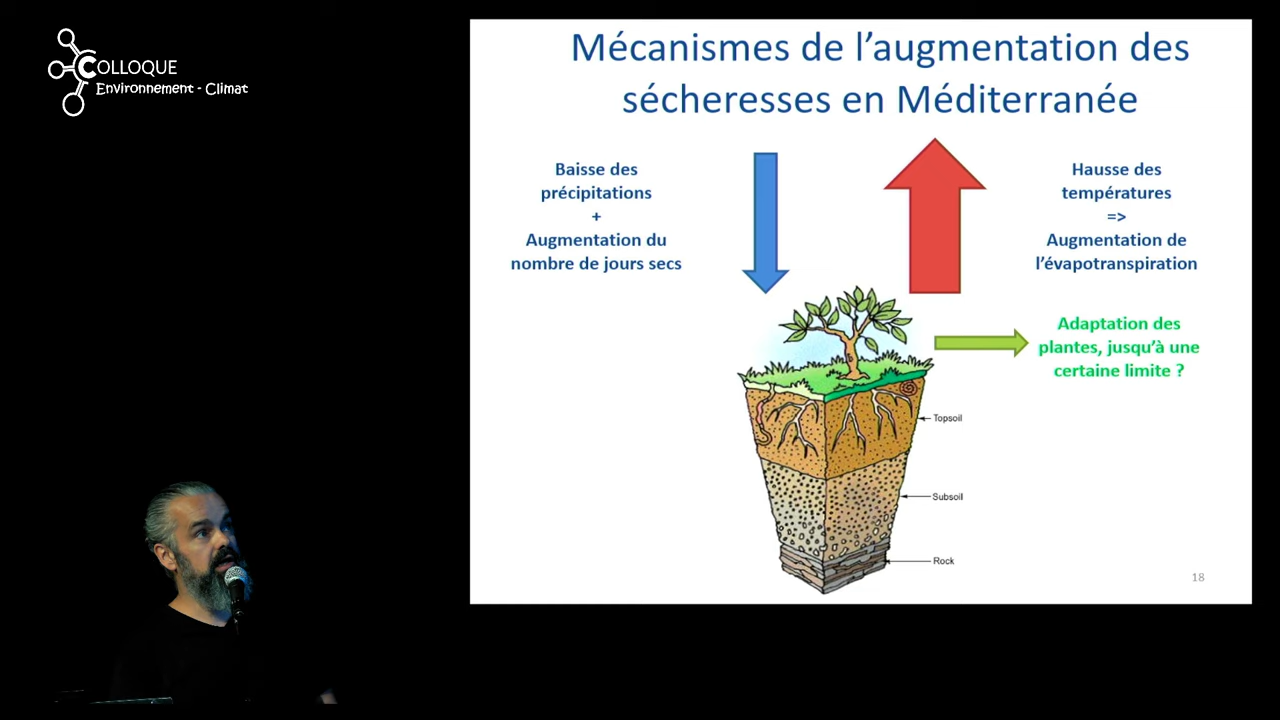 COLLOQUE
Environnement - Climat
Mécanismes de l'augmentation des
sécheresses en Méditerranée
Baisse des
précipitations
+
Augmentation du
nombre de jours secs
Hausse des
températures
=>
Augmentation de
l'évapotranspiration
Adaptation des
plantes, jusqu'à une
certaine limite ?
Topsoil
Subsoil
Rock
18